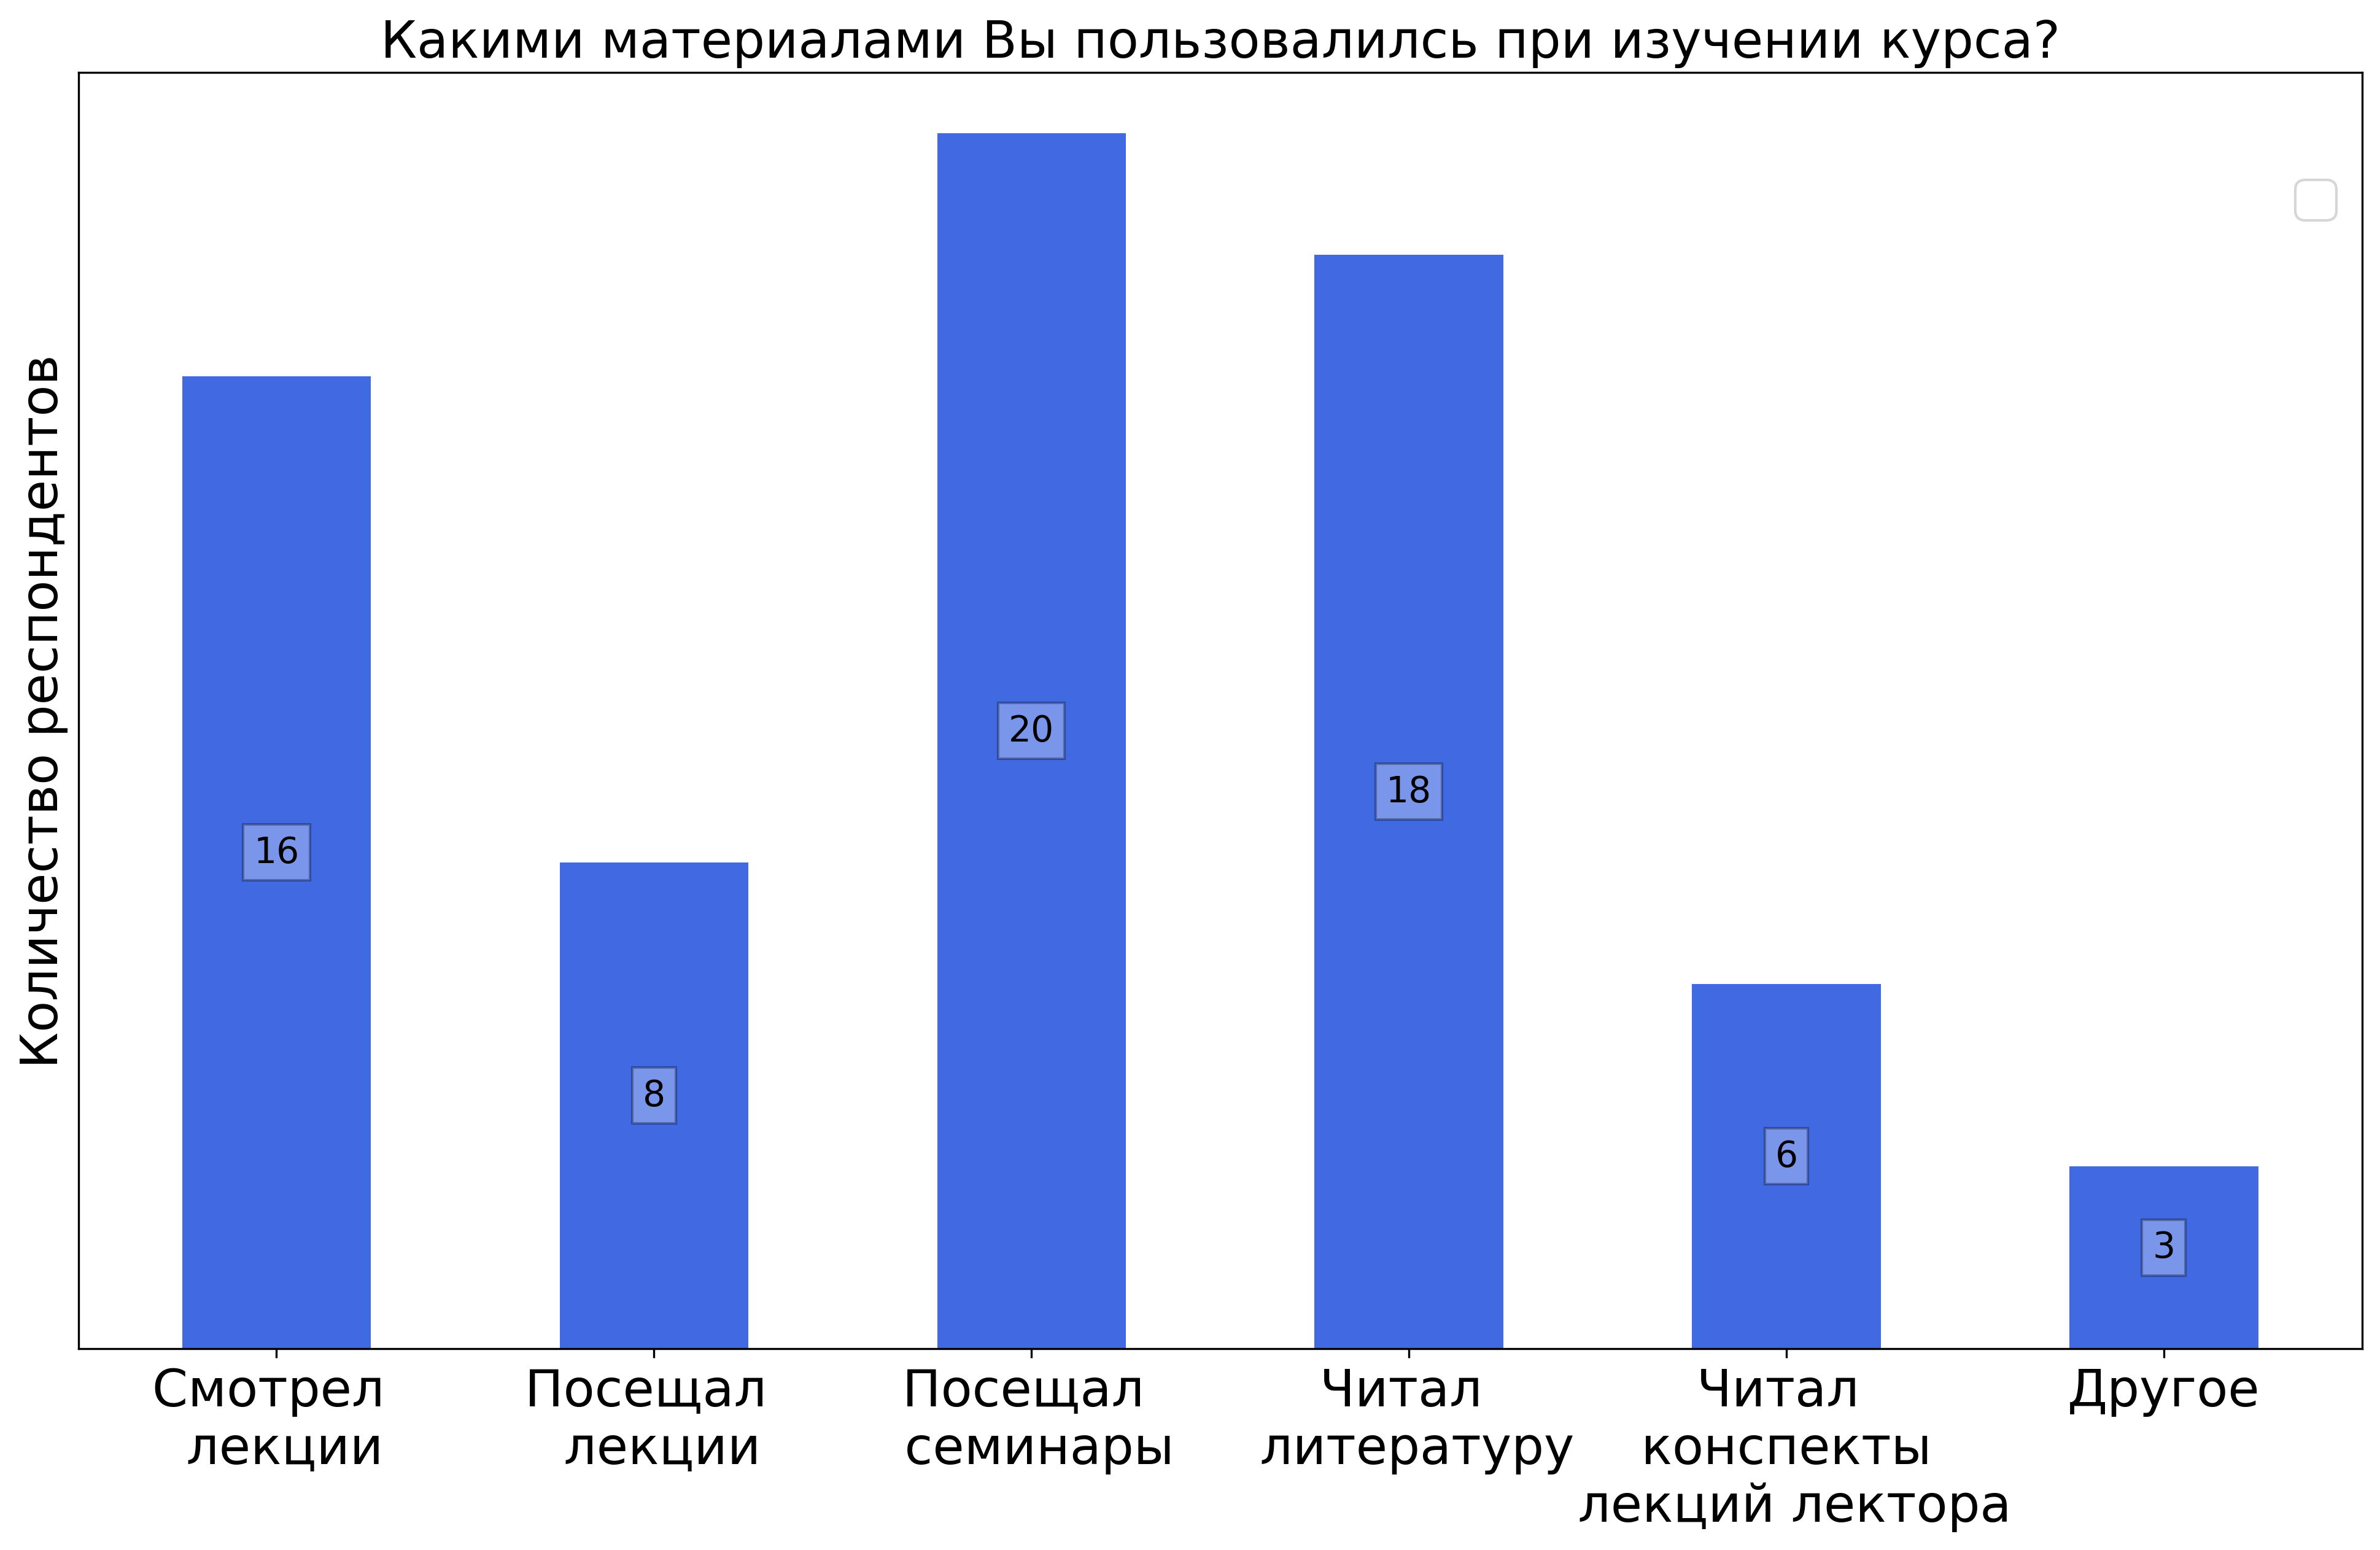 Какими материалами Вы пользовалилсь при изучении курса?
Количество респондентов
16
8
20
18
6
3
Смотрел
лекции
Посещал
лекции
Посещал
семинары
Читал
литературу
Читал
конспекты
лекций лектора
Другое